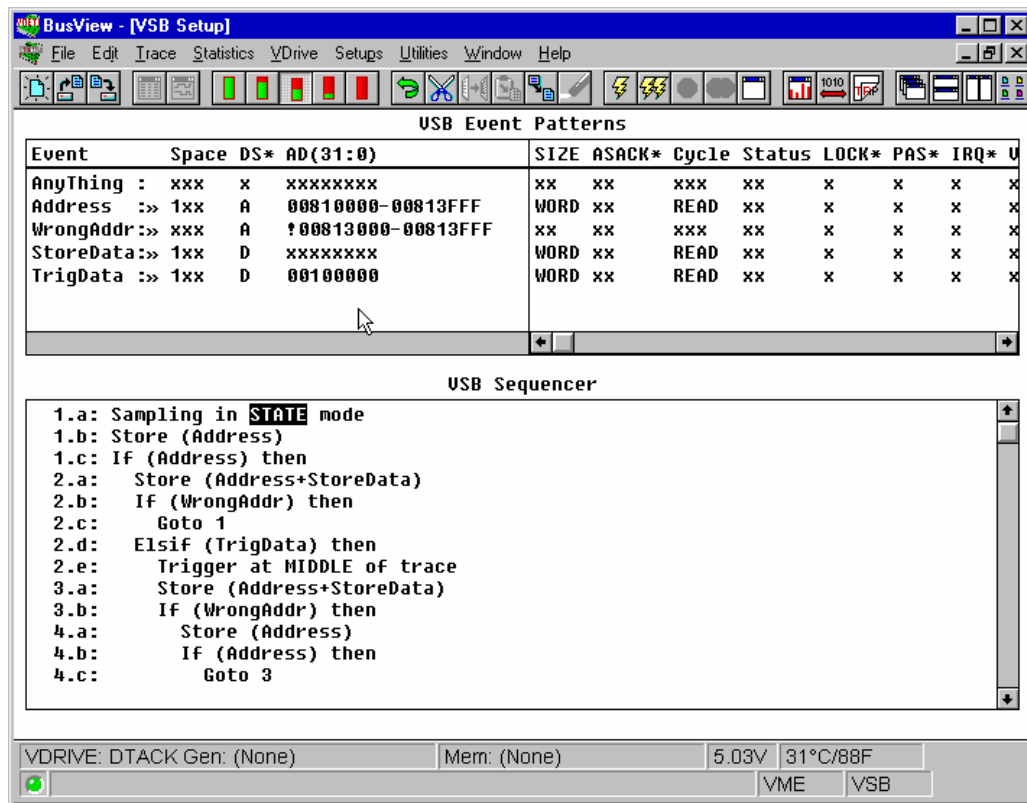 BusView - [VSB Setup]
File Edit Trace Statistics VDrive Setups Utilities Window Help
1010
TRP
VSB Event Patterns
Event Space DS* AD(31:0) SIZE ASACK* Cycle Status LOCK* PAS* IRQ* V
AnyThing : xxx x xxxxxxxx xx xx xxx xx x x x x
Address :» 1xx A 00810000-00813FFF WORD xx READ xx x x x x
WrongAddr:» xxx A !00813000-00813FFF xx xx xxx xx x x x x
StoreData:» 1xx D xxxxxxxx WORD xx READ xx x x x x
TrigData :» 1xx D 00100000 WORD xx READ xx x x x x
VSB Sequencer
1.a: Sampling in STATE mode
1.b: Store (Address)
1.c: If (Address) then
2.a: Store (Address+StoreData)
2.b: If (WrongAddr) then
2.c: Goto 1
2.d: Elsif (TrigData) then
2.e: Trigger at MIDDLE of trace
3.a: Store (Address+StoreData)
3.b: If (WrongAddr) then
4.a: Store (Address)
4.b: If (Address) then
4.c: Goto 3
VDRIVE: DTACK Gen: (None) Mem: (None) 5.03V 31°C/88F
VME VSB